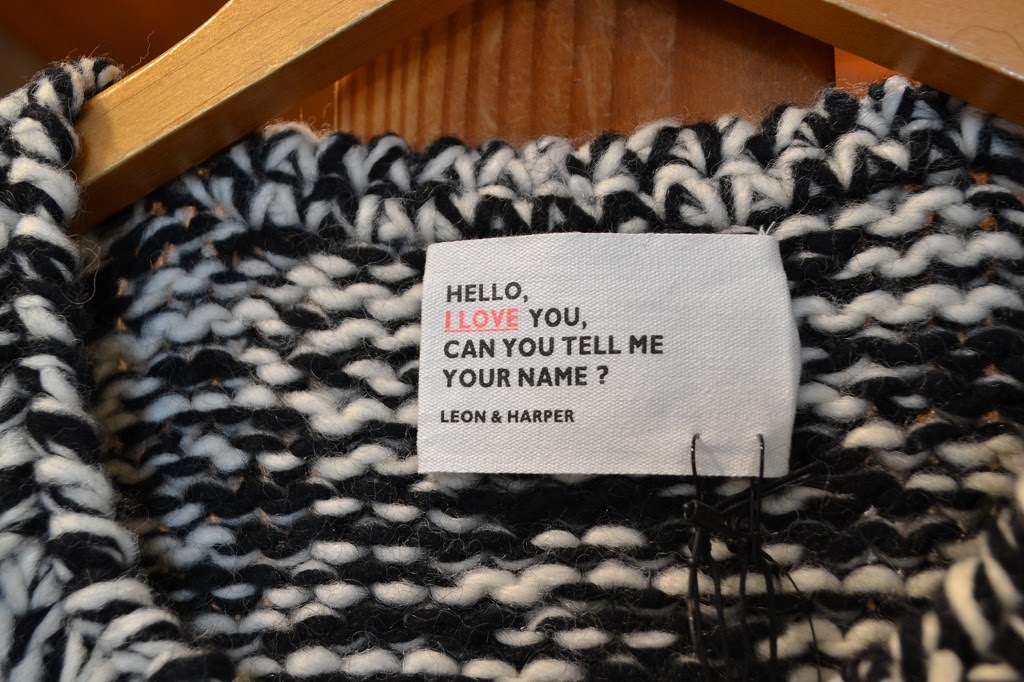 HELLO,
I LOVE YOU,
CAN YOU TELL ME
YOUR NAME ?
LEON & HARPER